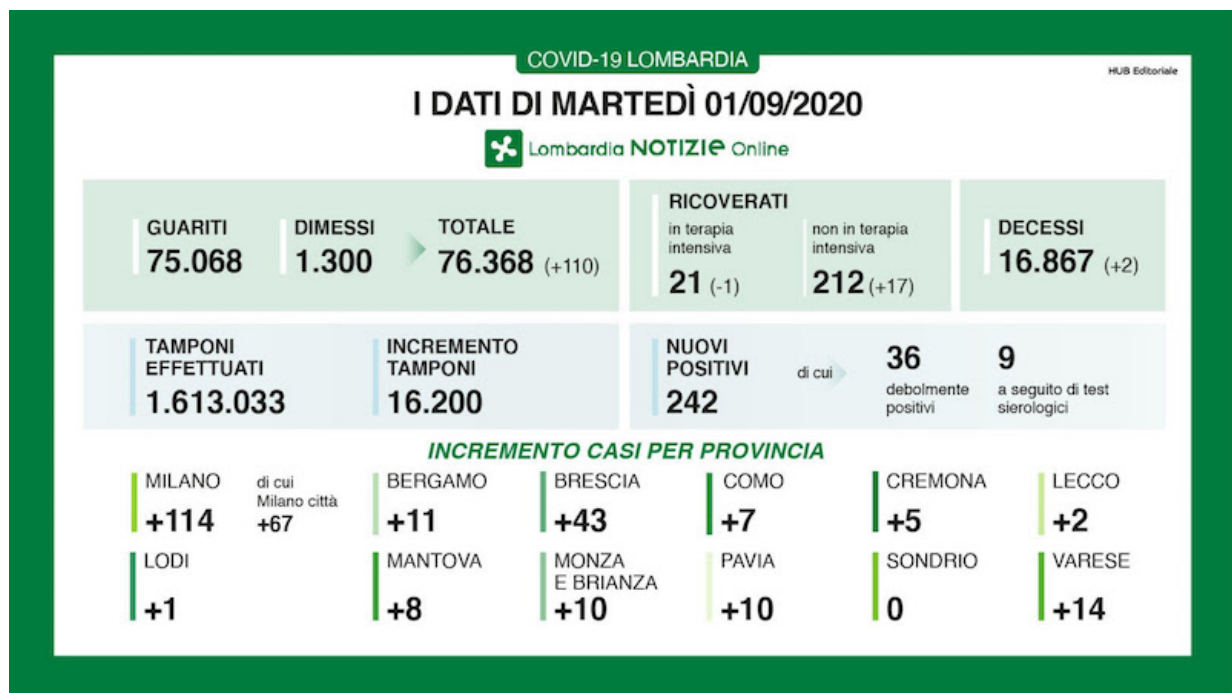 COVID-19 LOMBARDIA
HUB Editoriale
I DATI DI MARTEDÌ 01/09/2020
Lombardia NOTIZIE Online
GUARITI
75.068
DIMESSI
1.300
TOTALE
76.368 (+110)
RICOVERATI
in terapia
intensiva
21 (-1)
non in terapia
intensiva
212 (+17)
DECESSI
16.867 (+2)
TAMPONI
EFFETTUATI
1.613.033
INCREMENTO
TAMPONI
16.200
NUOVI
POSITIVI
242
di cui
36
debolmente
positivi
9
a seguito di test
sierologici
INCREMENTO CASI PER PROVINCIA
MILANO
+114
di cui
Milano città
+67
BERGAMO
+11
BRESCIA
+43
COMO
+7
CREMONA
+5
LECCO
+2
LODI
+1
MANTOVA
+8
MONZA
E BRIANZA
+10
PAVIA
+10
SONDRIO
0
VARESE
+14